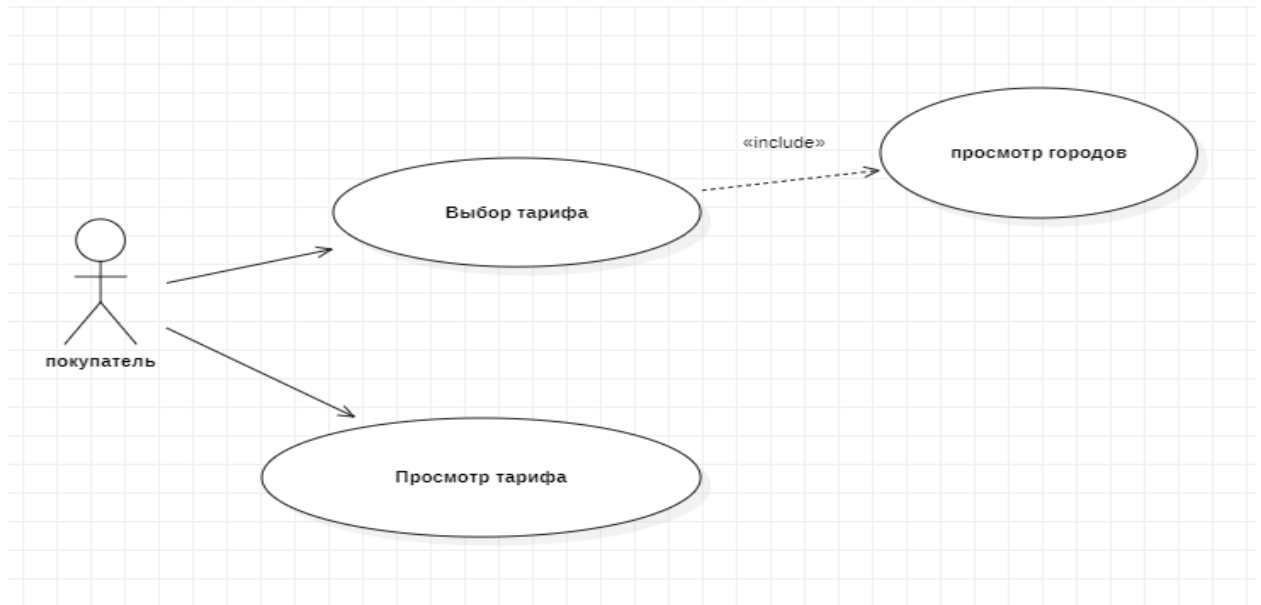 «include»
просмотр городов
Выбор тарифа
покупатель
Просмотр тарифа